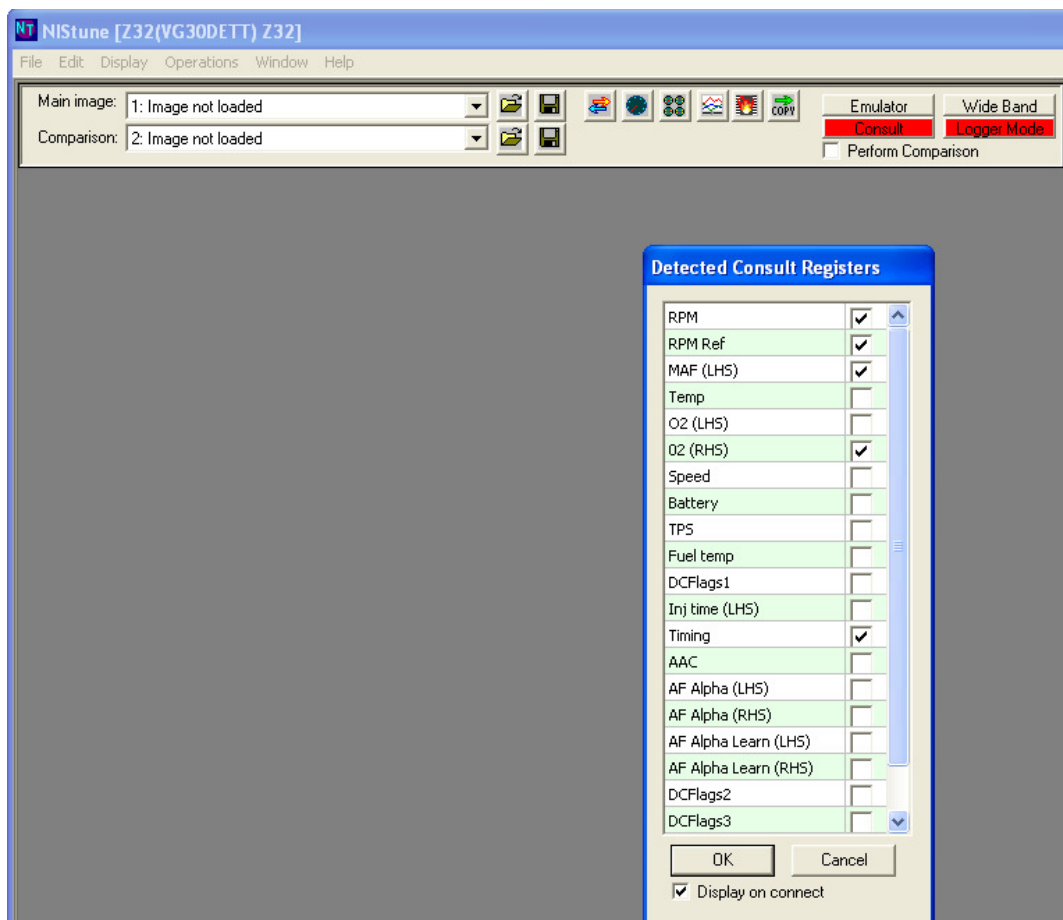 NIStune [Z32(VG30DETT) Z32]
File Edit Display Operations Window Help
Main image: 1: Image not loaded
Comparison: 2: Image not loaded
COPY
Emulator Wide Band
Consult Logger Mode
Perform Comparison
Detected Consult Registers
RPM
RPM Ref
MAF (LHS)
Temp
O2 (LHS)
02 (RHS)
Speed
Battery
TPS
Fuel temp
DCFlags1
Inj time (LHS)
Timing
AAC
AF Alpha (LHS)
AF Alpha (RHS)
AF Alpha Learn (LHS)
AF Alpha Learn (RHS)
DCFlags2
DCFlags3
OK Cancel
Display on connect